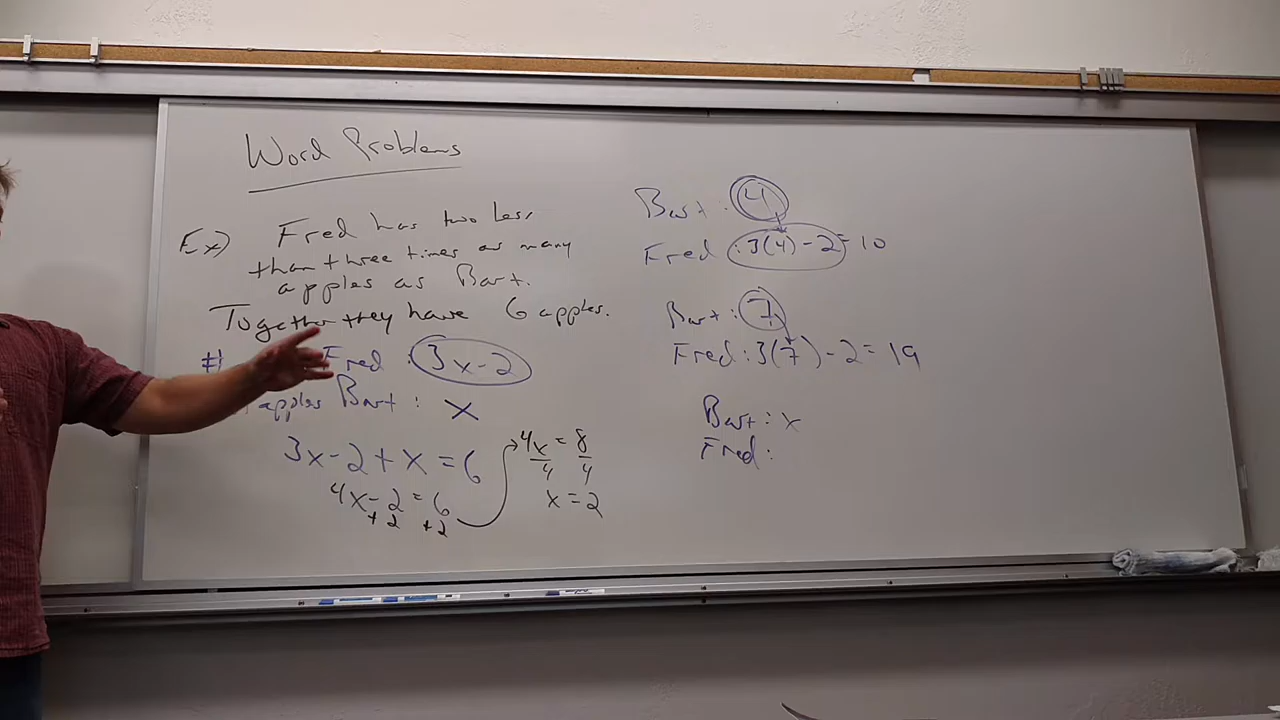 Word Problems
Ex) Fred has two less
than three times as many
apples as Bart.
Together they have 6 apples.
# Fred : 3x-2
apples Bart : x
3x-2+x=6
4x-2=6
+2 +2
4x=8
4 4
x=2
Bart : 4
Fred : 3(4)-2=10
Bart : 7
Fred : 3(7)-2=19
Bart : x
Fred :